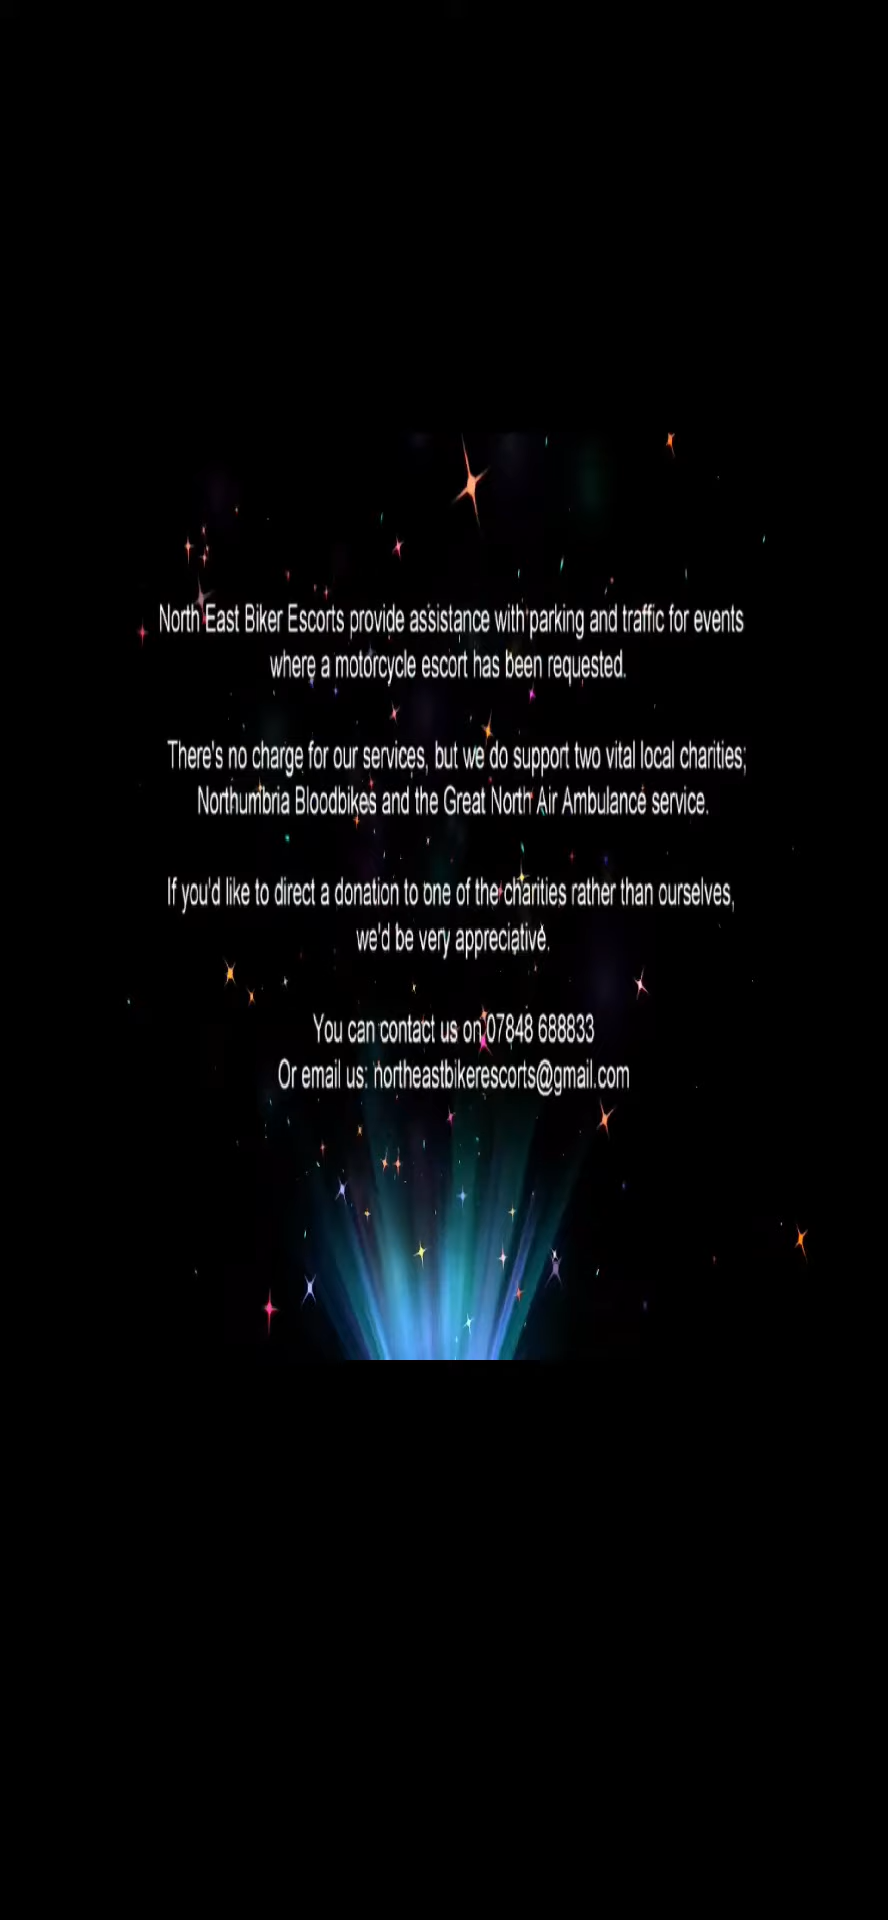 North East Biker Escorts provide assistance with parking and traffic for events
where a motorcycle escort has been requested.
There's no charge for our services, but we do support two vital local charities;
Northumbria Bloodbikes and the Great North Air Ambulance service.
If you'd like to direct a donation to one of the charities rather than ourselves,
we'd be very appreciative.
You can contact us on 07848 688833
Or email us: northeastbikerescorts@gmail.com